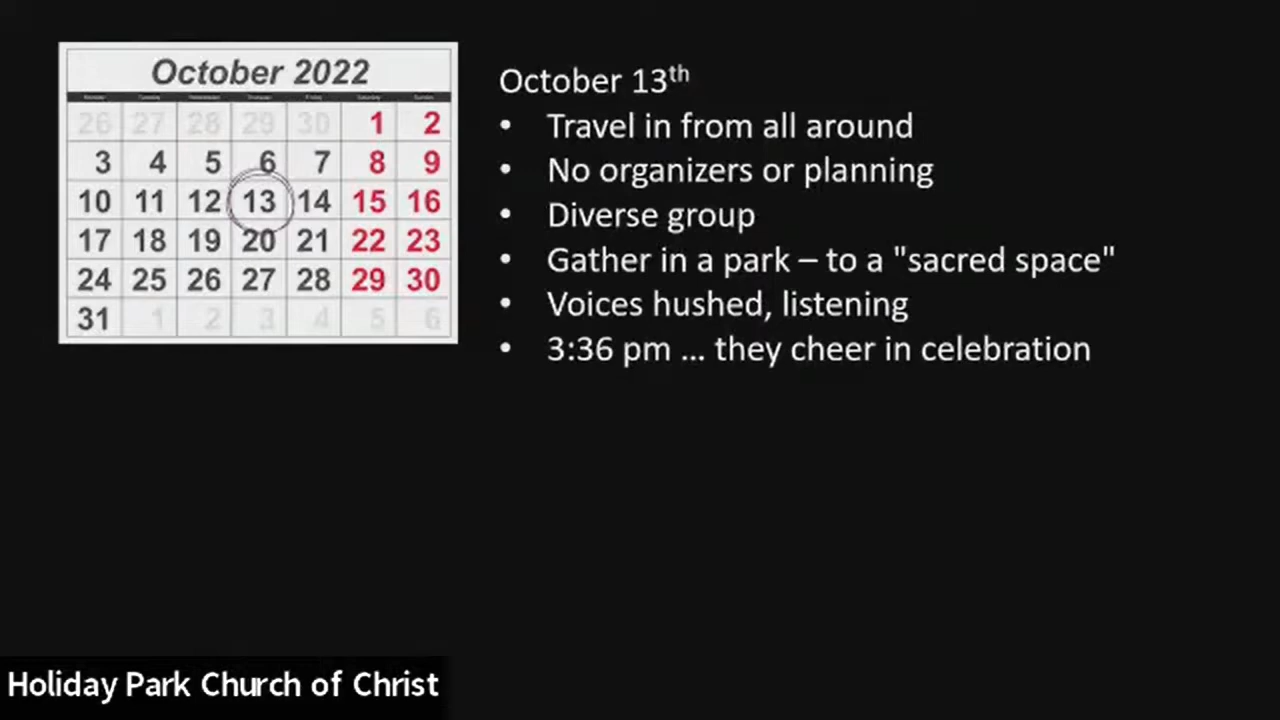 October 2022
26 27 28 29 30 1 2
3 4 5 6 7 8 9
10 11 12 13 14 15 16
17 18 19 20 21 22 23
24 25 26 27 28 29 30
31 1 2 3 4 5 6
October 13th
• Travel in from all around
• No organizers or planning
• Diverse group
• Gather in a park – to a "sacred space"
• Voices hushed, listening
• 3:36 pm ... they cheer in celebration
Holiday Park Church of Christ